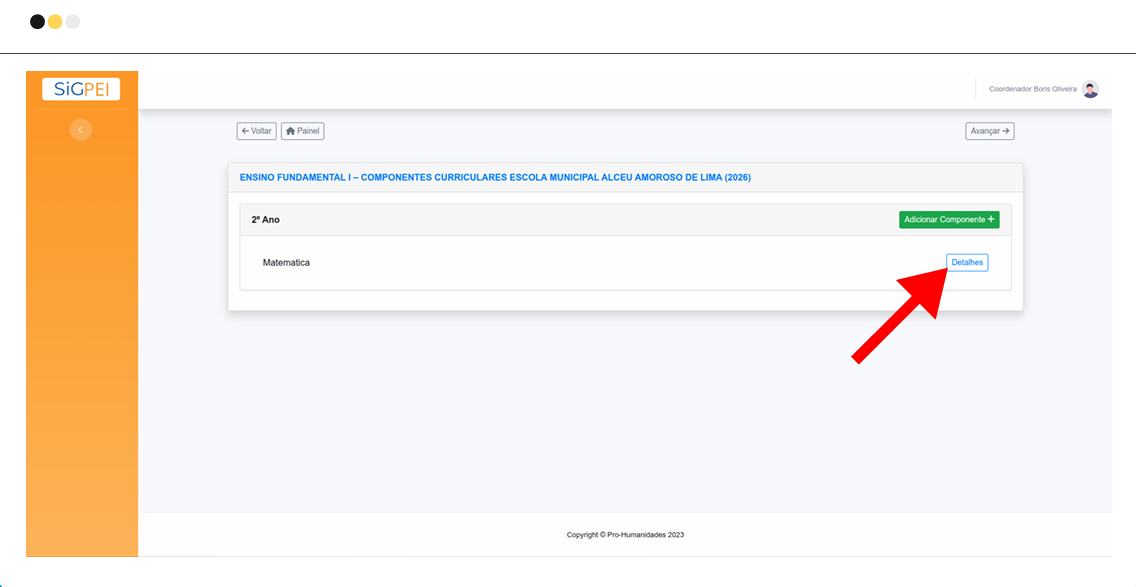 SiGPEI
Coordenador Boris Oliveira
Voltar
Painel
Avançar
ENSINO FUNDAMENTAL I – COMPONENTES CURRICULARES ESCOLA MUNICIPAL ALCEU AMOROSO DE LIMA (2026)
2º Ano
Adicionar Componente +
Matematica
Detalhes
Copyright © Pro-Humanidades 2023